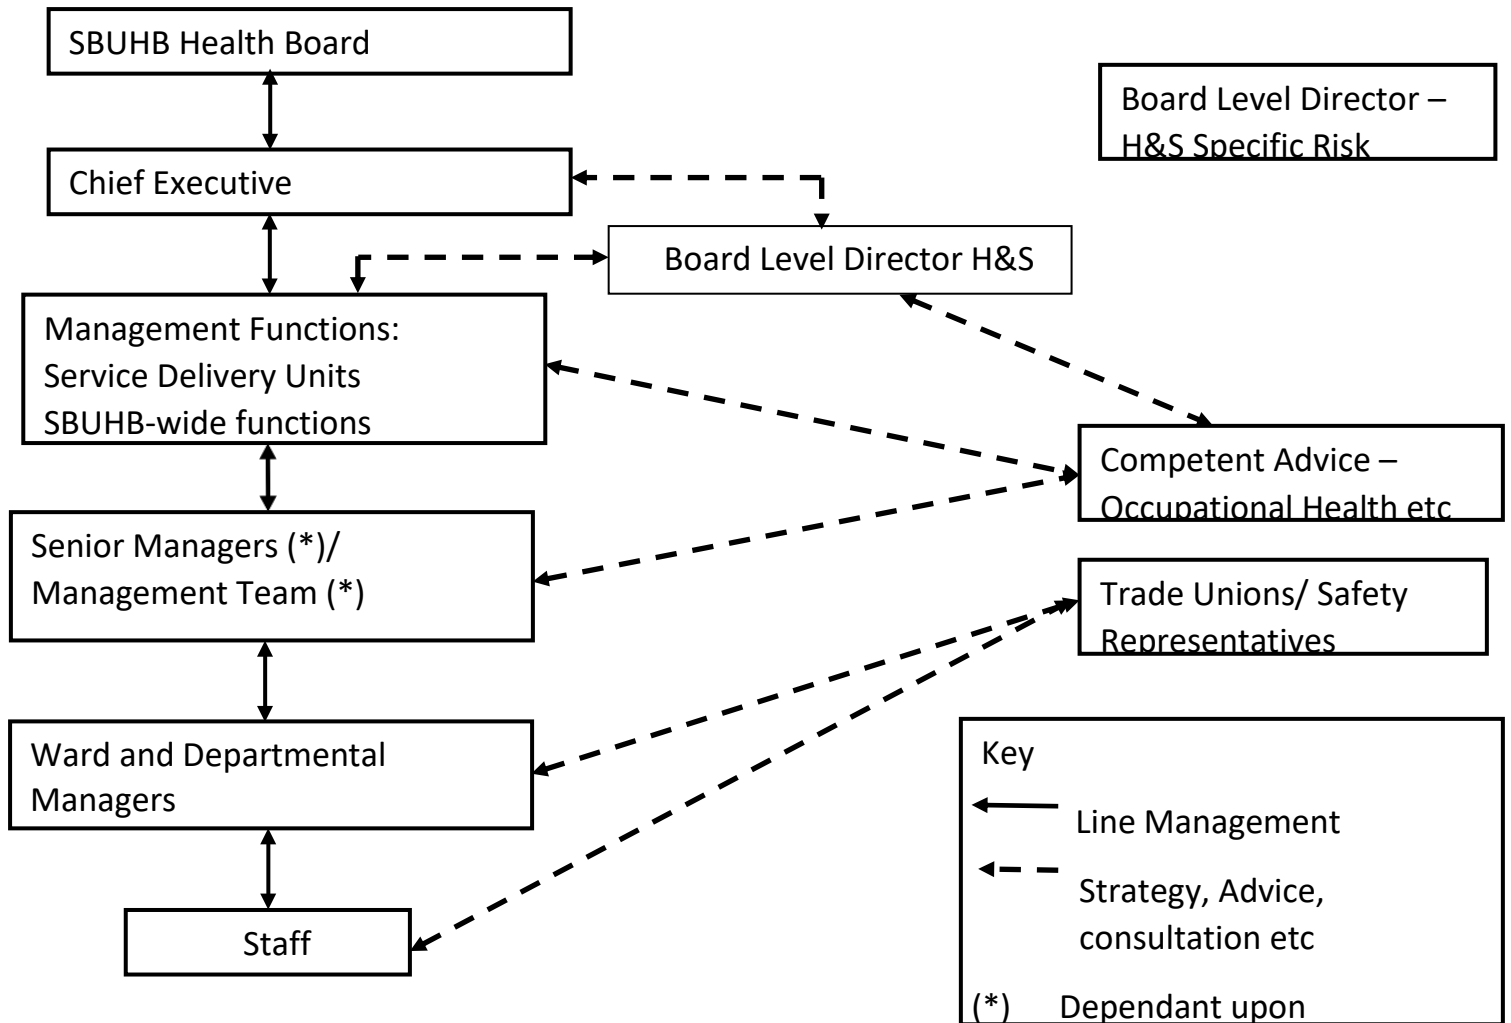 SBUHB Health Board
Board Level Director –
H&S Specific Risk
Chief Executive
Board Level Director H&S
Management Functions:
Service Delivery Units
SBUHB-wide functions
Competent Advice –
Occupational Health etc
Senior Managers (*)/
Management Team (*)
Trade Unions/ Safety
Representatives
Ward and Departmental
Managers
Key
Line Management
Strategy, Advice,
consultation etc
Staff
(*) Dependant upon